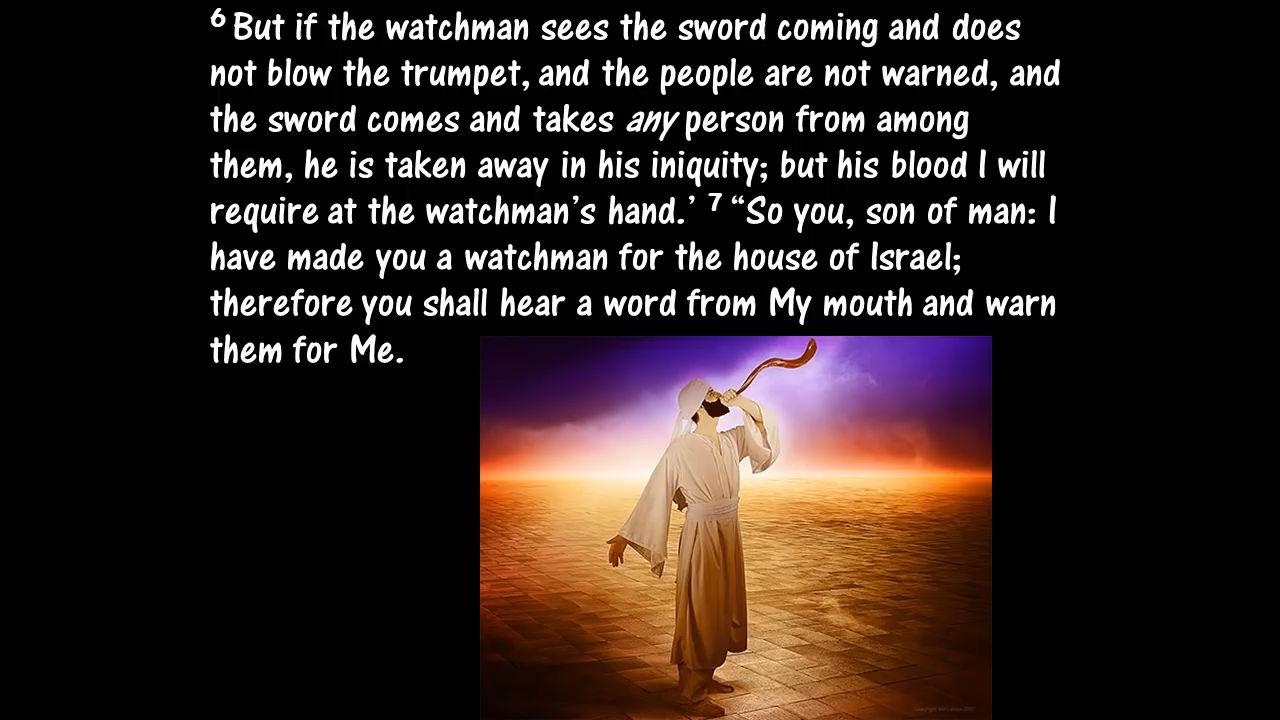 ⁶ But if the watchman sees the sword coming and does
not blow the trumpet, and the people are not warned, and
the sword comes and takes any person from among
them, he is taken away in his iniquity; but his blood I will
require at the watchman’s hand.’ ⁷ “So you, son of man: I
have made you a watchman for the house of Israel;
therefore you shall hear a word from My mouth and warn
them for Me.